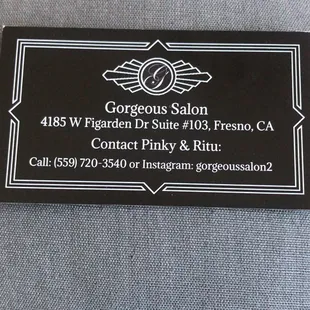 G
Gorgeous Salon
4185 W Figarden Dr Suite #103, Fresno, CA
Contact Pinky & Ritu:
Call: (559) 720-3540 or Instagram: gorgeoussalon2